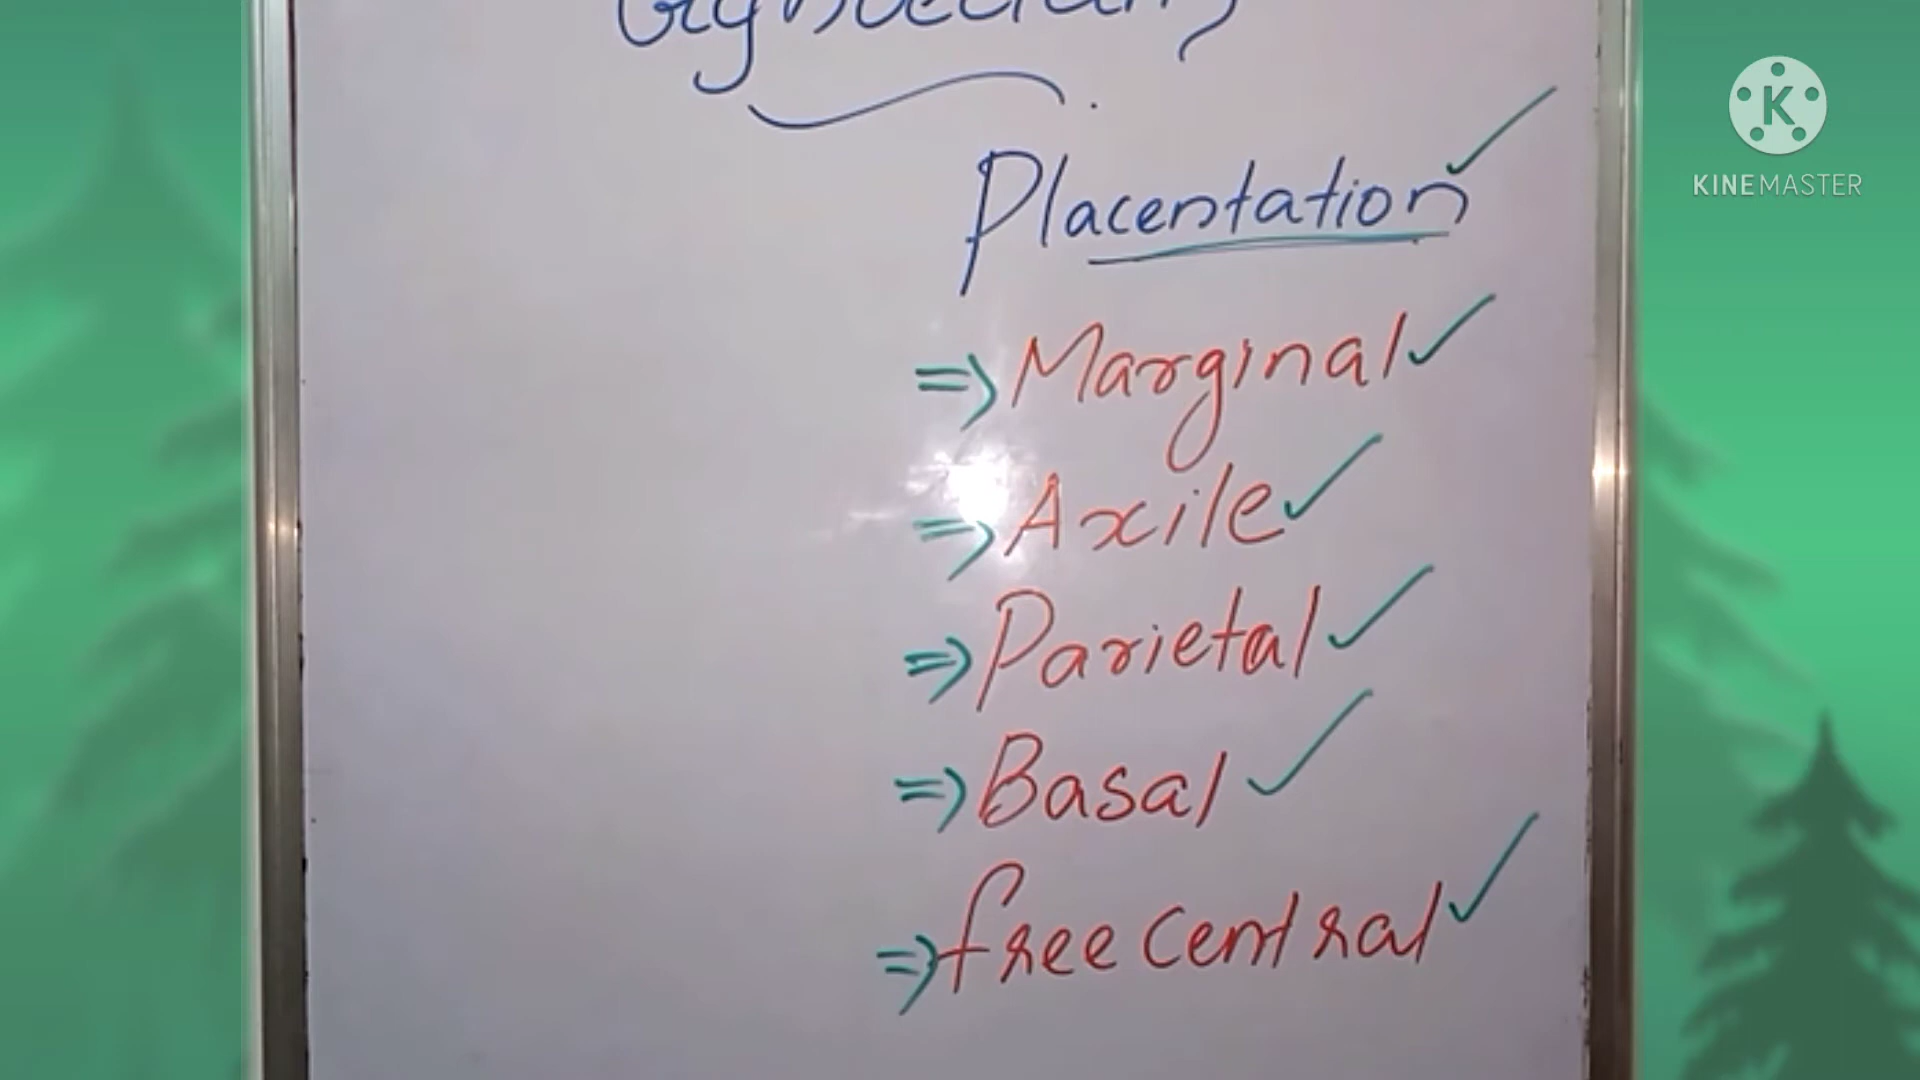 Placentation ✓
K
KINEMASTER
⇒ Marginal ✓
⇒ Axile ✓
⇒ Parietal ✓
⇒ Basal ✓
⇒ free central ✓